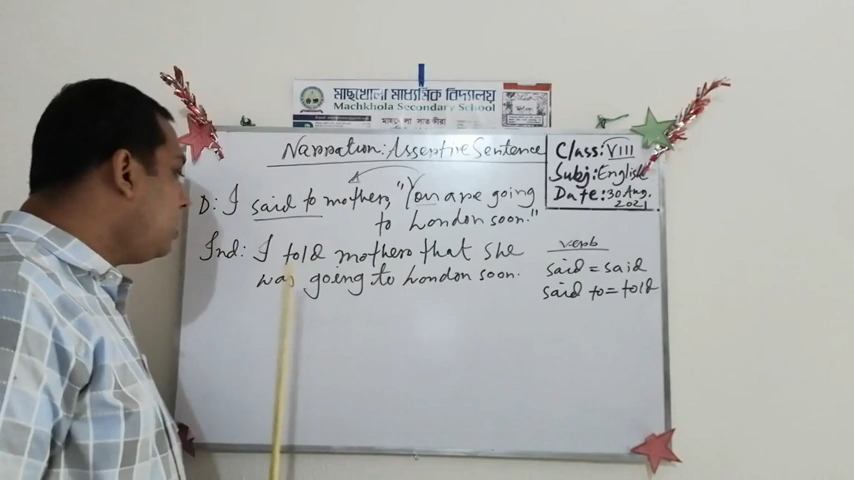 মাছখোলা মাধ্যমিক বিদ্যালয়
Machkhola Secondary School
Narration: Assertive Sentence
Class: VIII
Subj: English
Date: 30 Aug, 2021
D: I said to mother, "You are going
to London soon."
Ind: I told mother that she
was going to London soon.
verb
said = said
said to = told